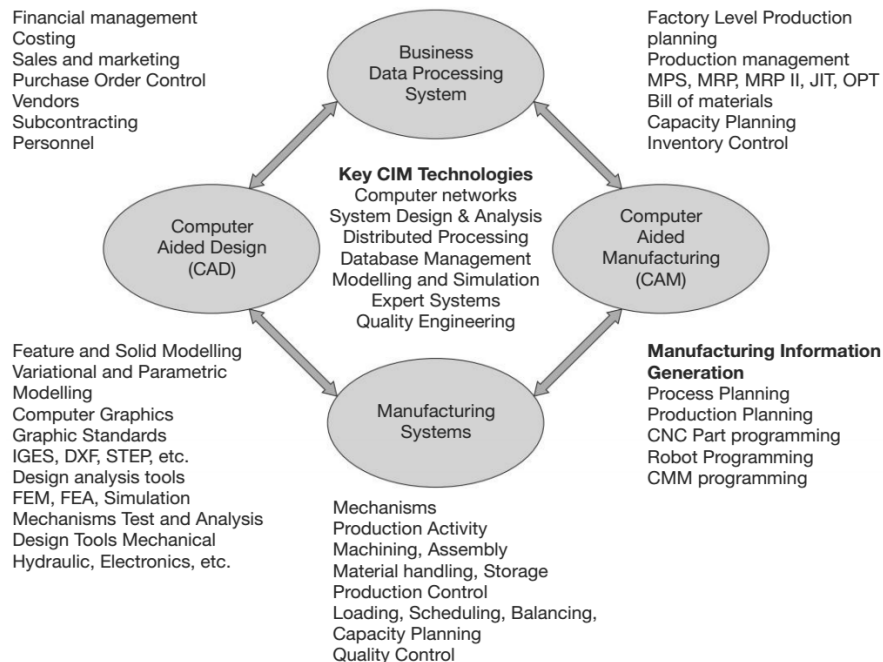 Financial management
Costing
Sales and marketing
Purchase Order Control
Vendors
Subcontracting
Personnel
Business
Data Processing
System
Factory Level Production
planning
Production management
MPS, MRP, MRP II, JIT, OPT
Bill of materials
Capacity Planning
Inventory Control
Computer
Aided Design
(CAD)
Key CIM Technologies
Computer networks
System Design & Analysis
Distributed Processing
Database Management
Modelling and Simulation
Expert Systems
Quality Engineering
Computer
Aided
Manufacturing
(CAM)
Feature and Solid Modelling
Variational and Parametric
Modelling
Computer Graphics
Graphic Standards
IGES, DXF, STEP, etc.
Design analysis tools
FEM, FEA, Simulation
Mechanisms Test and Analysis
Design Tools Mechanical
Hydraulic, Electronics, etc.
Manufacturing
Systems
Manufacturing Information
Generation
Process Planning
Production Planning
CNC Part programming
Robot Programming
CMM programming
Mechanisms
Production Activity
Machining, Assembly
Material handling, Storage
Production Control
Loading, Scheduling, Balancing,
Capacity Planning
Quality Control